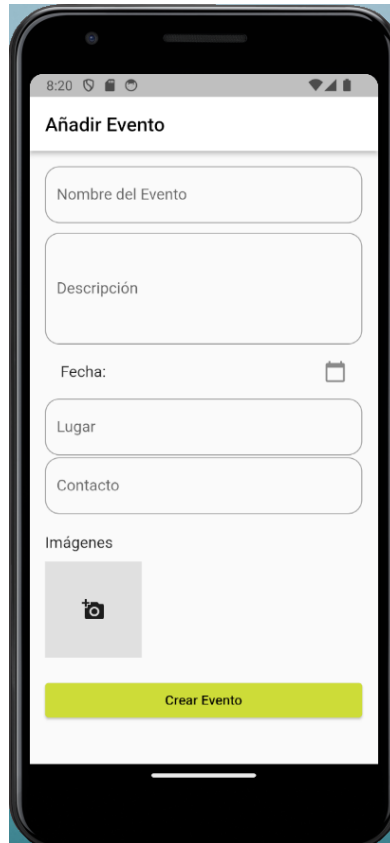 8:20
Añadir Evento
Nombre del Evento
Descripción
Fecha:
Lugar
Contacto
Imágenes
Crear Evento